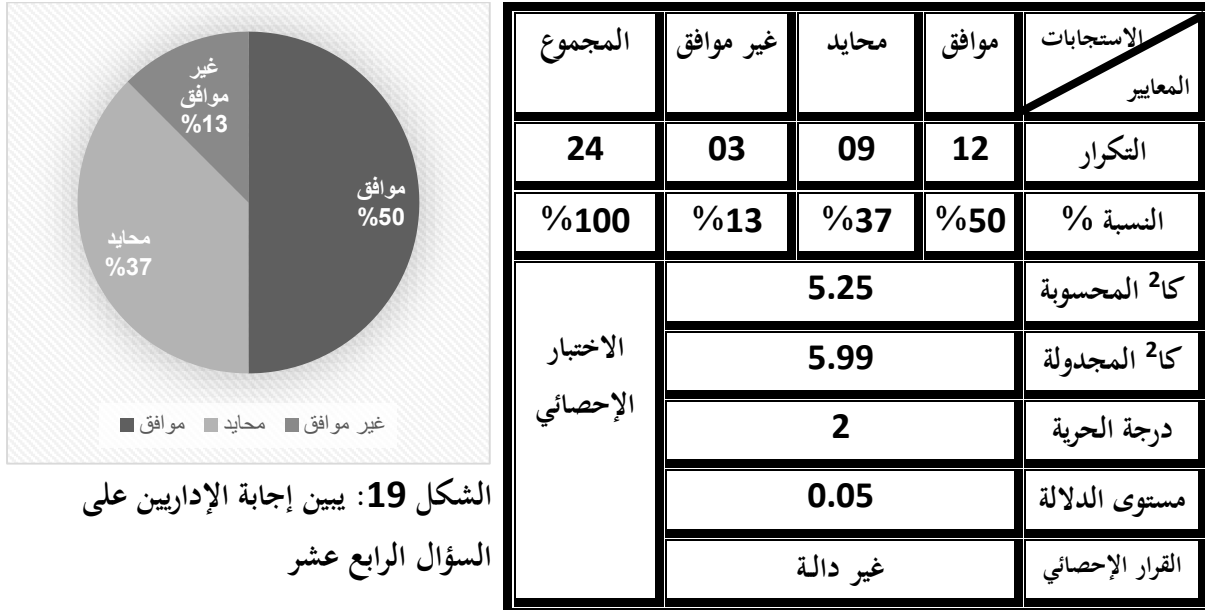 الاستجابات موافق محايد غير موافق المجموع
المعايير
التكرار 12 09 03 24
النسبة % %50 %37 %13 %100
كا² المحسوبة 5.25
كا² المجدولة 5.99
درجة الحرية 2
مستوى الدلالة 0.05
القرار الإحصائي غير دالة
الاختبار
الإحصائي
غير
موافق
%13
موافق
%50
محايد
%37
غير موافق محايد موافق
الشكل 19: يبين إجابة الإداريين على
السؤال الرابع عشر